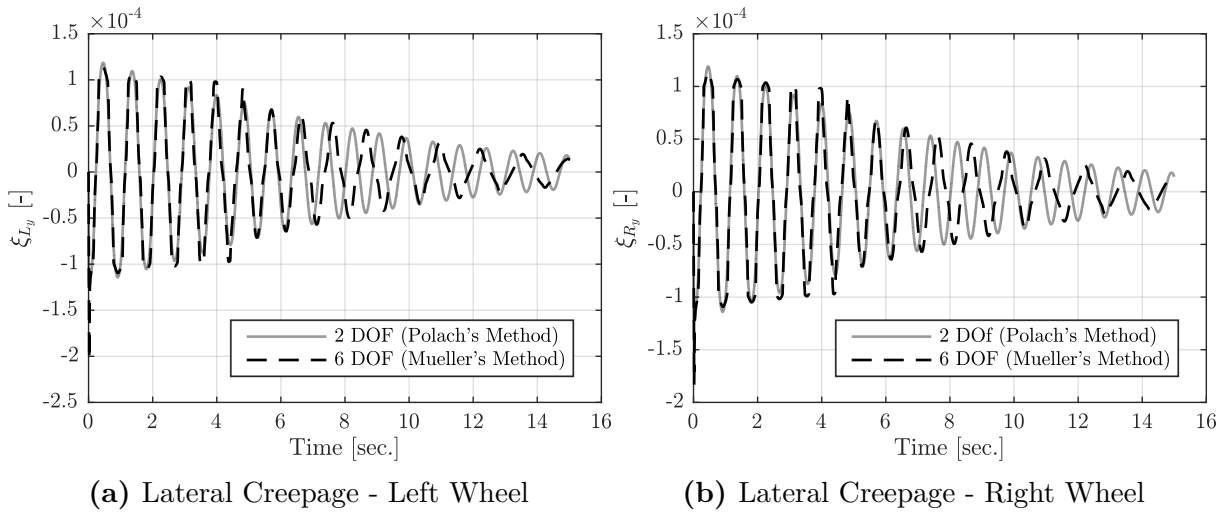 ×10-4
1.5
1
0.5
0
-0.5
-1
-1.5
-2
-2.5
ξLy [-]
0 2 4 6 8 10 12 14 16
Time [sec.]
2 DOF (Polach's Method)
6 DOF (Mueller's Method)
(a) Lateral Creepage - Left Wheel
×10-4
1.5
1
0.5
0
-0.5
-1
-1.5
-2
ξRy [-]
0 2 4 6 8 10 12 14 16
Time [sec.]
2 DOf (Polach's Method)
6 DOF (Mueller's Method)
(b) Lateral Creepage - Right Wheel